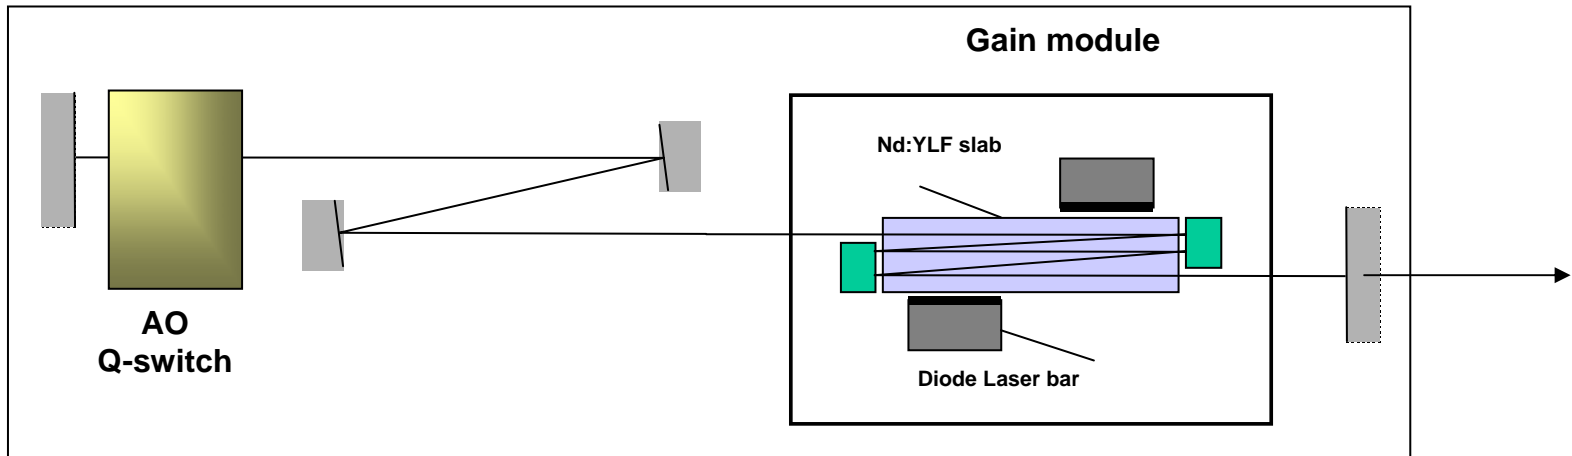 Gain module
Nd:YLF slab
AO
Q-switch
Diode Laser bar